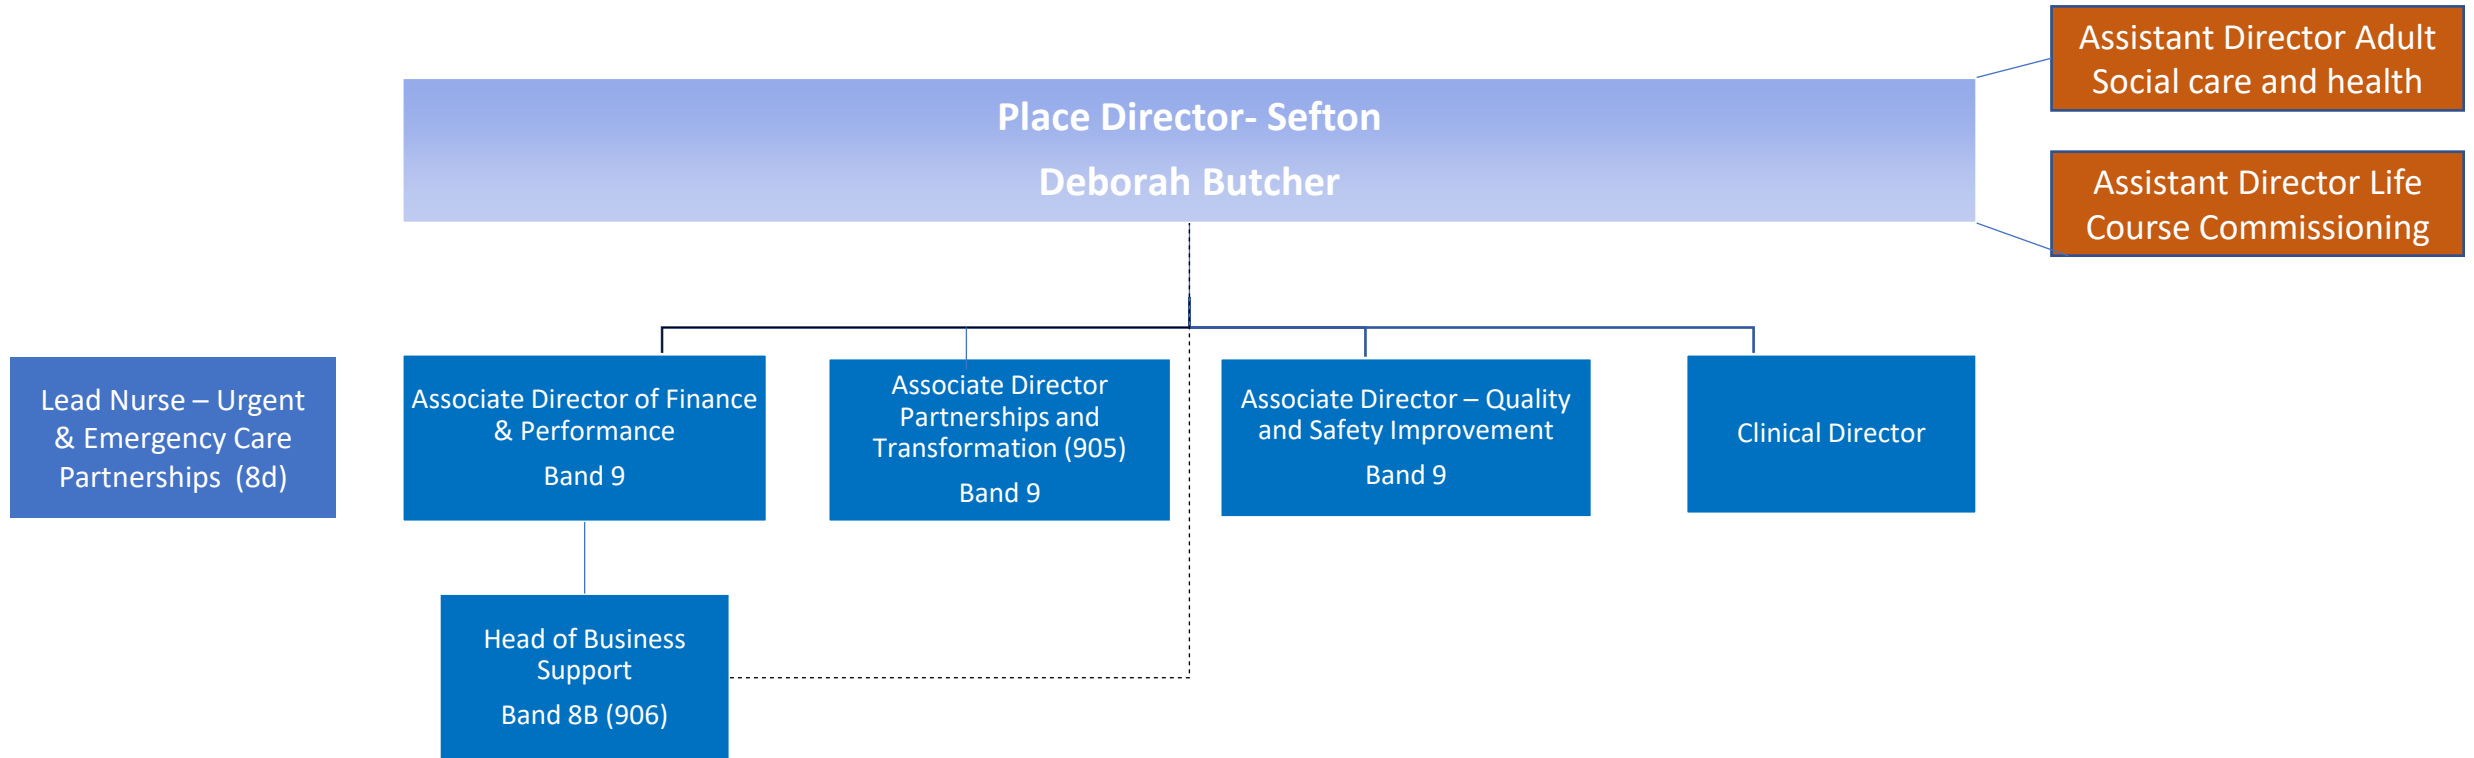 Assistant Director Adult
Social care and health
Place Director- Sefton
Deborah Butcher
Assistant Director Life
Course Commissioning
Lead Nurse – Urgent
& Emergency Care
Partnerships  (8d)
Associate Director of Finance
& Performance
Band 9
Associate Director
Partnerships and
Transformation (905)
Band 9
Associate Director – Quality
and Safety Improvement
Band 9
Clinical Director
Head of Business
Support
Band 8B (906)